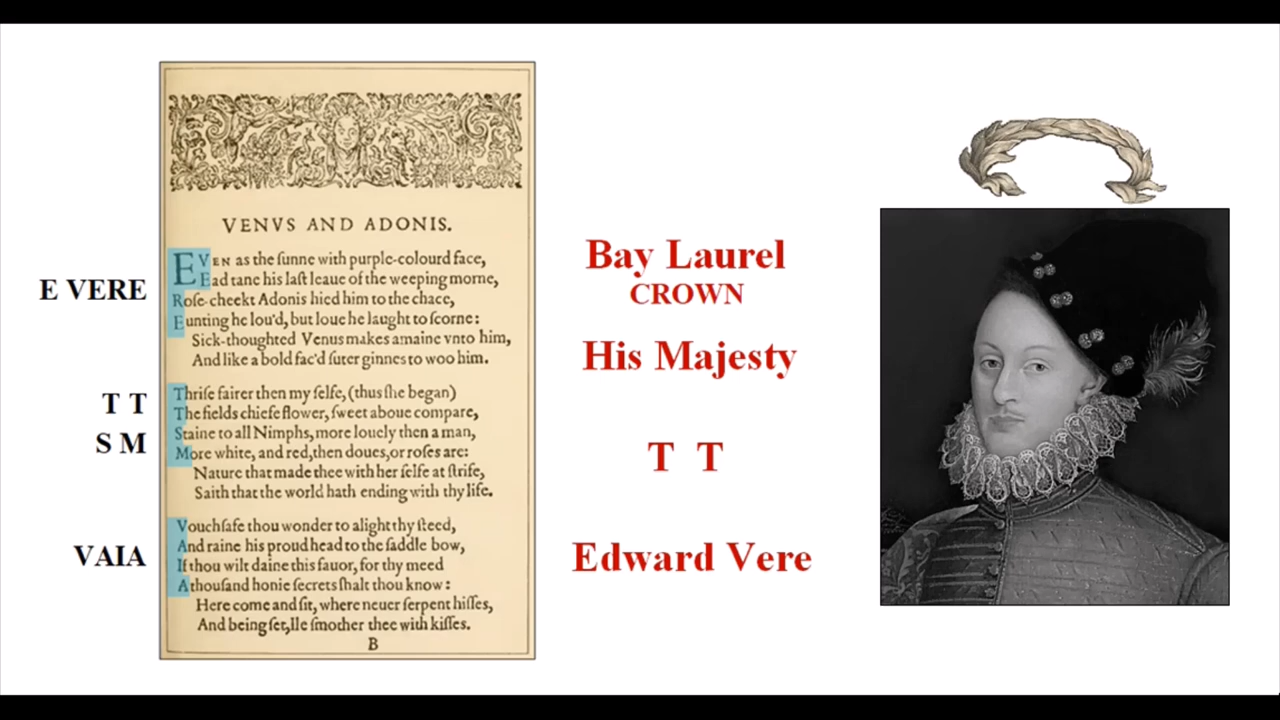 E VERE
T T
S M
VAIA
VENVS AND ADONIS.
EVEN as the ſunne with purple-colourd face,
Ead tane his laſt leaue of the weeping morne,
Roſe-cheekt Adonis hied him to the chace,
Eunting he lou'd, but loue he laught to ſcorne:
Sick-thoughted Venus makes amaine vnto him,
And like a bold fac'd ſuter ginnes to woo him.
Thriſe fairer then my ſelfe, (thus ſhe began)
The fields chiefe flower, ſweet aboue compare,
Staine to all Nimphs, more louely then a man,
More white, and red, then doues, or roſes are:
Nature that made thee with her ſelfe at ſtrife,
Saith that the world hath ending with thy life.
Vouchſafe thou wonder to alight thy ſteed,
And raine his proud head to the ſaddle bow,
If thou wilt daine this fauor, for thy meed
A thouſand honie ſecrets ſhalt thou know:
Here come and ſit, where neuer ſerpent hiſſes,
And being ſet, Ile ſmother thee with kiſſes.
B
Bay Laurel
CROWN
His Majesty
T T
Edward Vere